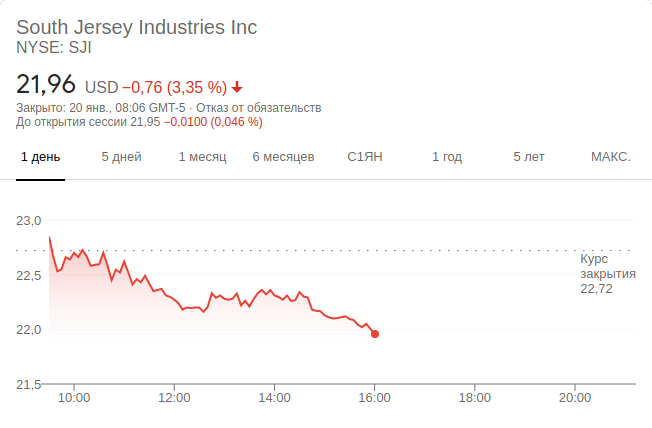 South Jersey Industries Inc
NYSE: SJI
21,96 USD −0,76 (3,35 %)
Закрыто: 20 янв., 08:06 GMT-5 · Отказ от обязательств
До открытия сессии 21,95 −0,0100 (0,046 %)
1 день 5 дней 1 месяц 6 месяцев С1ЯН 1 год 5 лет МАКС.
23,0
22,5
22,0
21,5
Курс
закрытия
22,72
10:00 12:00 14:00 16:00 18:00 20:00